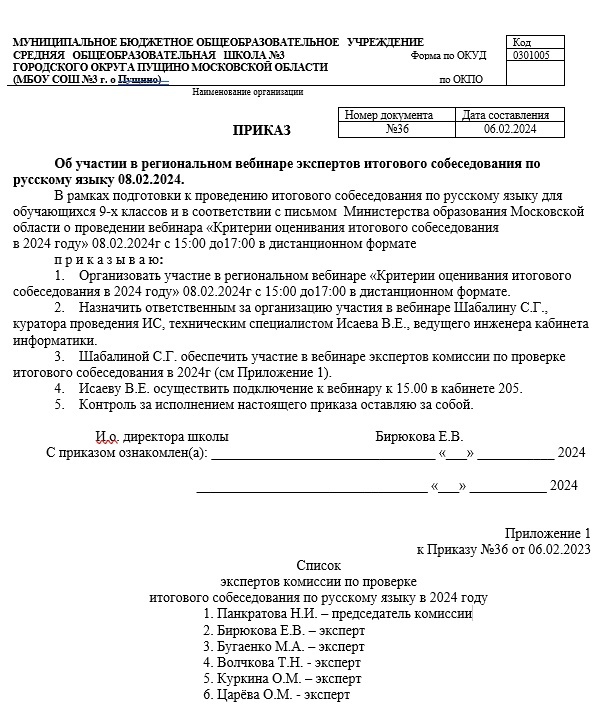 МУНИЦИПАЛЬНОЕ БЮДЖЕТНОЕ ОБЩЕОБРАЗОВАТЕЛЬНОЕ УЧРЕЖДЕНИЕ
Код
СРЕДНЯЯ ОБЩЕОБРАЗОВАТЕЛЬНАЯ ШКОЛА №3 Форма по ОКУД 0301005
ГОРОДСКОГО ОКРУГА ПУЩИНО МОСКОВСКОЙ ОБЛАСТИ
(МБОУ СОШ №3 г. о Пущино) по ОКПО
Наименование организации
Номер документа Дата составления
№36 06.02.2024
ПРИКАЗ
Об участии в региональном вебинаре экспертов итогового собеседования по
русскому языку 08.02.2024.
В рамках подготовки к проведению итогового собеседования по русскому языку для
обучающихся 9-х классов и в соответствии с письмом Министерства образования Московской
области о проведении вебинара «Критерии оценивания итогового собеседования
в 2024 году» 08.02.2024г с 15:00 до17:00 в дистанционном формате
п р и к а з ы в а ю:
1. Организовать участие в региональном вебинаре «Критерии оценивания итогового
собеседования в 2024 году» 08.02.2024г с 15:00 до17:00 в дистанционном формате.
2. Назначить ответственным за организацию участия в вебинаре Шабалину С.Г.,
куратора проведения ИС, техническим специалистом Исаева В.Е., ведущего инженера кабинета
информатики.
3. Шабалиной С.Г. обеспечить участие в вебинаре экспертов комиссии по проверке
итогового собеседования в 2024г (см Приложение 1).
4. Исаеву В.Е. осуществить подключение к вебинару к 15.00 в кабинете 205.
5. Контроль за исполнением настоящего приказа оставляю за собой.
И.о. директора школы Бирюкова Е.В.
С приказом ознакомлен(а): ________________________________ «___» ___________ 2024
_________________________________ «___» ___________ 2024
Приложение 1
к Приказу №36 от 06.02.2023
Список
экспертов комиссии по проверке
итогового собеседования по русскому языку в 2024 году
1. Панкратова Н.И. – председатель комиссии
2. Бирюкова Е.В. – эксперт
3. Бугаенко М.А. – эксперт
4. Волчкова Т.Н. - эксперт
5. Куркина О.М. – эксперт
6. Царёва О.М. - эксперт